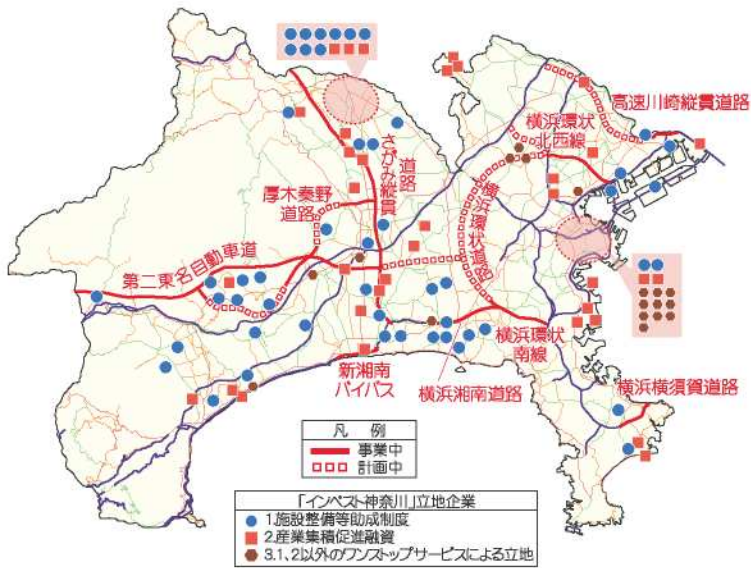 高速川崎縦貫道路
横浜環状
北西線
さがみ縦貫
道路
厚木秦野
道路
横浜環状道路
第二東名自動車道
新湘南
バイパス
横浜湘南道路
横浜環状
南線
横浜横須賀道路
凡 例
事業中
計画中
「インベスト神奈川」立地企業
1.施設整備等助成制度
2.産業集積促進融資
3.1、2以外のワンストップサービスによる立地